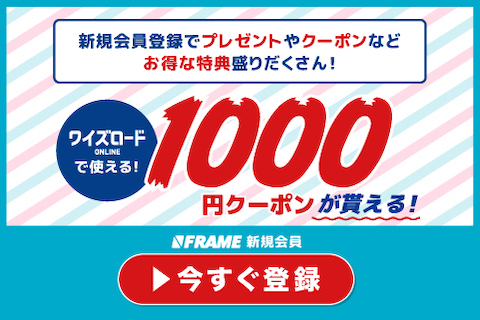 新規会員登録でプレゼントやクーポンなど
お得な特典盛りだくさん！
ワイズロード
ONLINE
で使える！
1000
円クーポンが貰える！
FRAME 新規会員
今すぐ登録